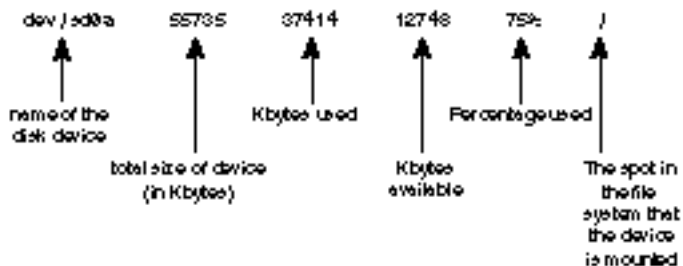 dev/sd0a 55735 37414 12748 75% /
name of the
disk device
Kbytes used
Percentage used
total size of device
(in Kbytes)
Kbytes
available
The spot in
the file
system that
the device
is mounted